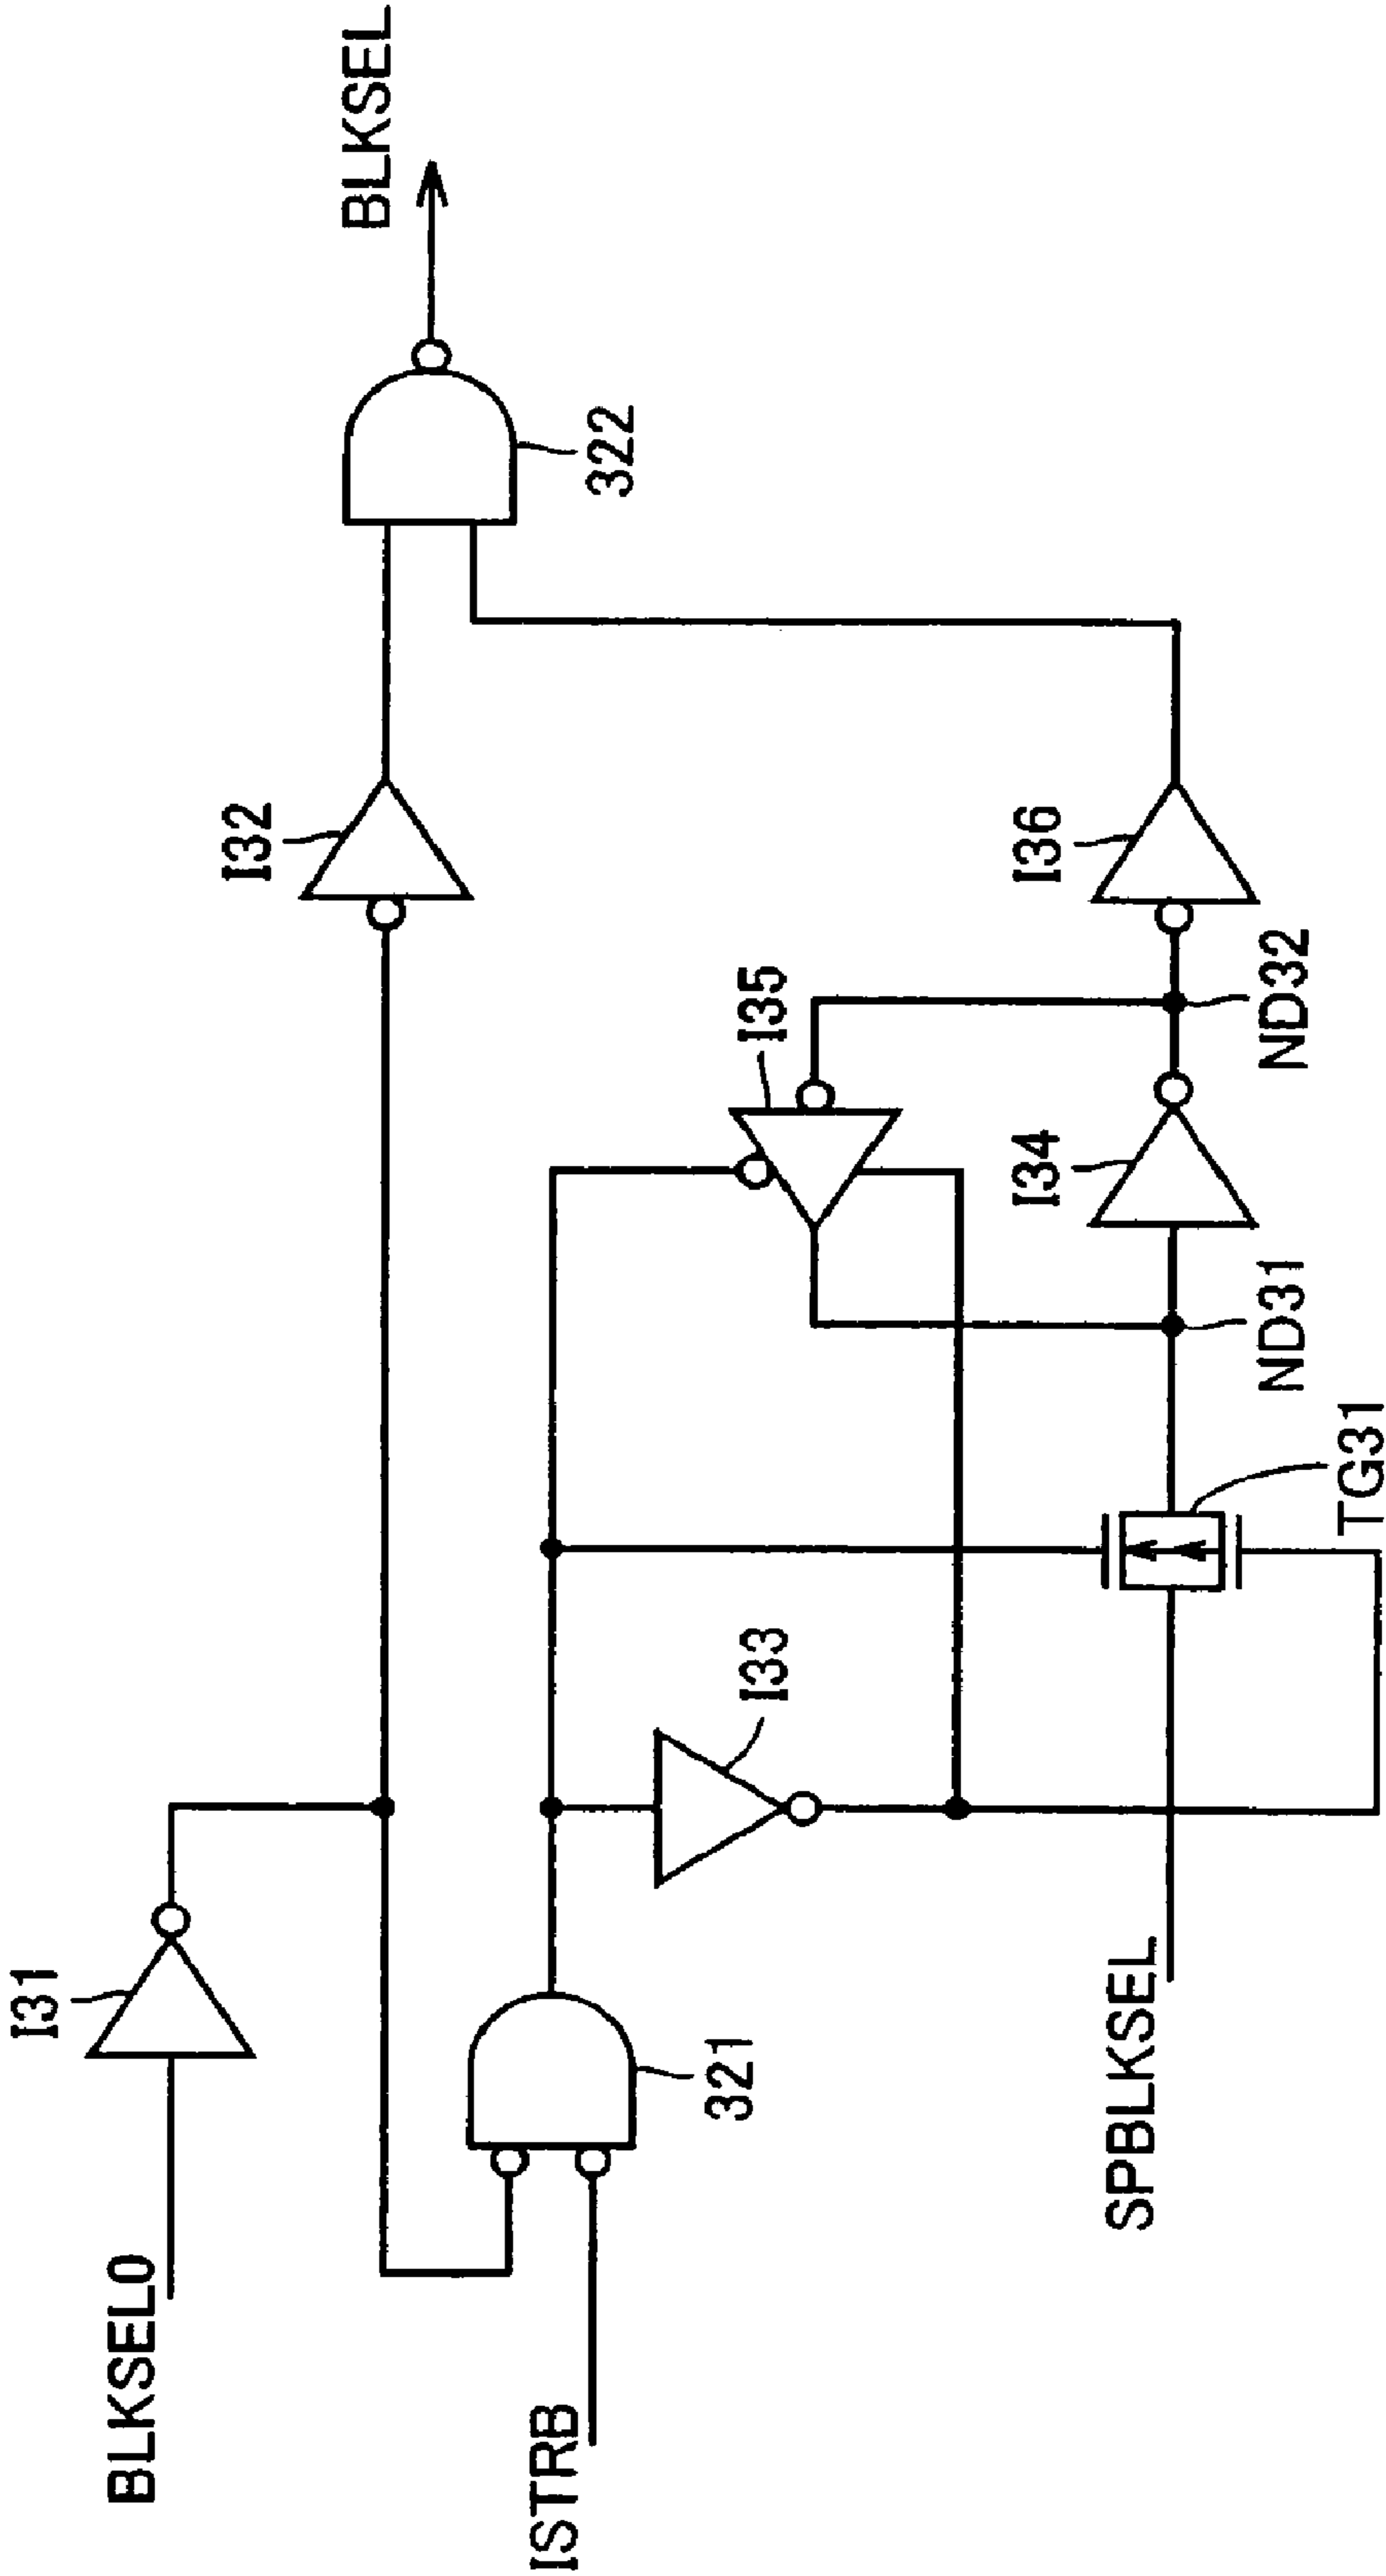 BLKSEL0
I31
I32
BLKSEL
322
ISTRB
321
I33
I35
SPBLKSEL
TG31
ND31
I34
ND32
I36